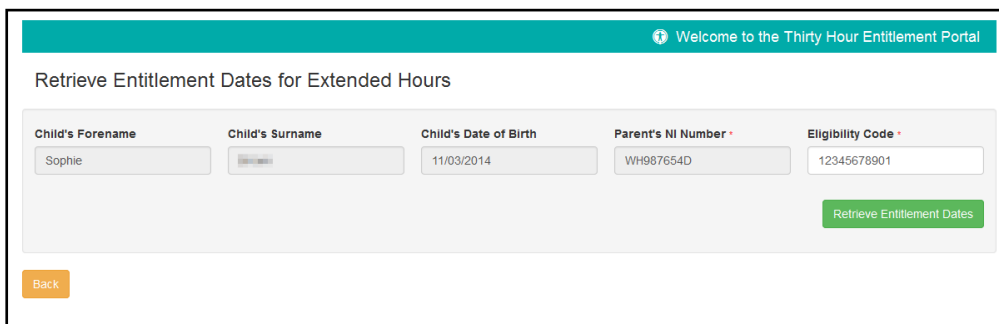 Welcome to the Thirty Hour Entitlement Portal
Retrieve Entitlement Dates for Extended Hours
Child's Forename Child's Surname Child's Date of Birth Parent's NI Number * Eligibility Code *
Sophie 11/03/2014 WH987654D 12345678901
Retrieve Entitlement Dates
Back